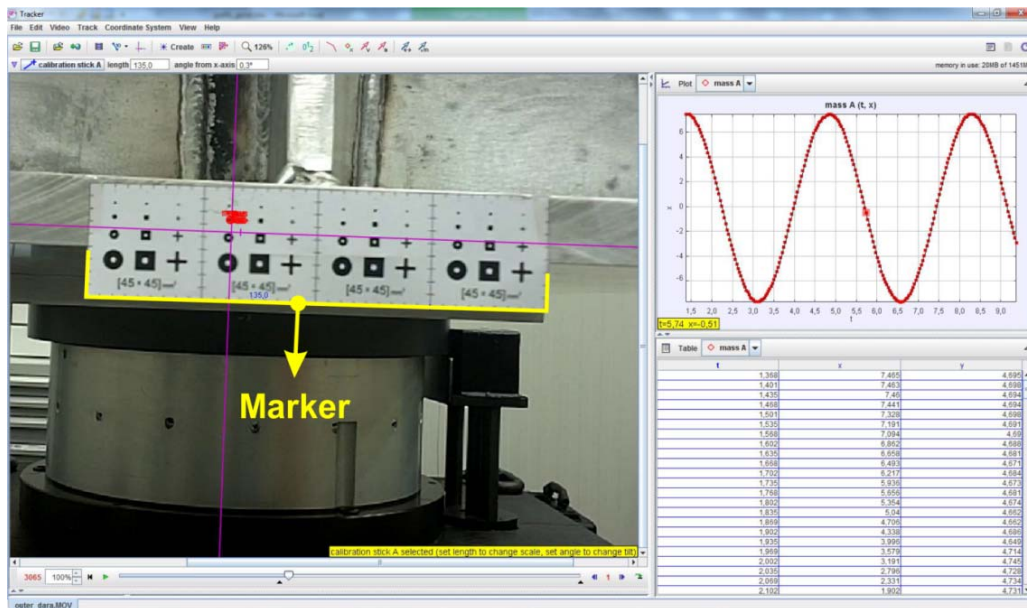 Tracker
File Edit Video Track Coordinate System View Help
Create 126%
calibration stick A length 135,0 angle from x-axis 0,3° memory in use: 20MB of 1451M
Plot mass A
mass A (t, x)
6
4
2
0
-2
-4
-6
x
1,5 2,0 2,5 3,0 3,5 4,0 4,5 5,0 5,5 6,0 6,5 7,0 7,5 8,0 8,5 9,0
t
t=5,74 x=-0,51
[45 × 45]mm² [45 × 45]mm² [45 × 45]mm² [45 × 45]mm²
135,0
Marker
Table mass A
t x y
1,368 7,465 4,695
1,401 7,463 4,698
1,435 7,46 4,694
1,468 7,441 4,694
1,501 7,328 4,698
1,535 7,191 4,691
1,568 7,094 4,69
1,602 6,862 4,688
1,635 6,658 4,681
1,668 6,493 4,671
1,702 6,217 4,684
1,735 5,936 4,673
1,768 5,656 4,681
1,802 5,354 4,674
1,835 5,04 4,662
1,869 4,706 4,662
1,902 4,338 4,686
1,935 3,996 4,649
1,969 3,579 4,714
2,002 3,191 4,745
2,035 2,796 4,728
2,069 2,331 4,734
2,102 1,902 4,731
calibration stick A selected (set length to change scale, set angle to change tilt)
3065 100% 1
outer_dara.MOV